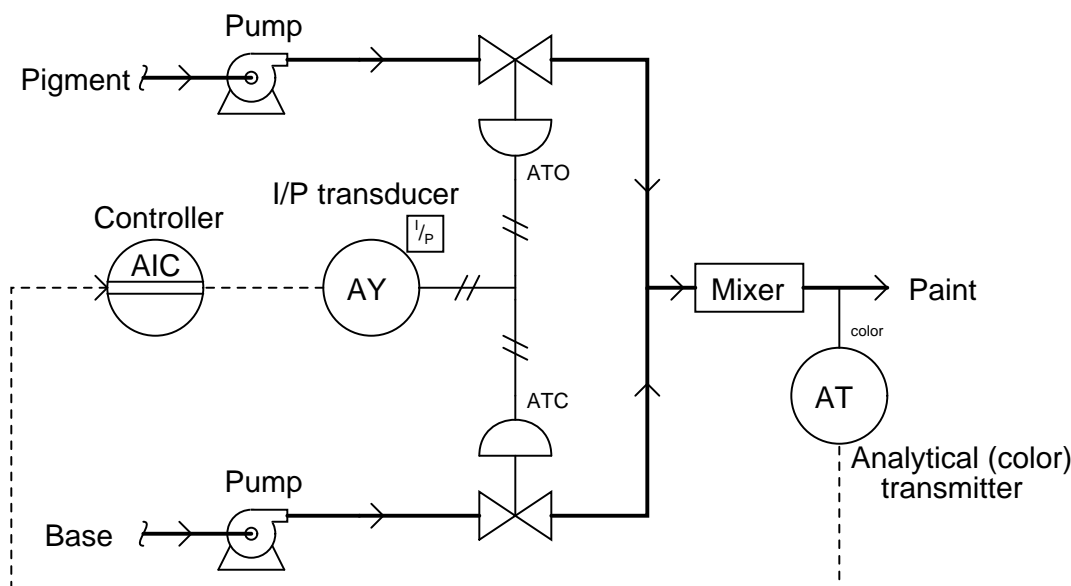 Pump
Pigment
ATO
I/P transducer
Controller
I/P
AIC
AY
Mixer
Paint
color
ATC
AT
Analytical (color)
transmitter
Pump
Base